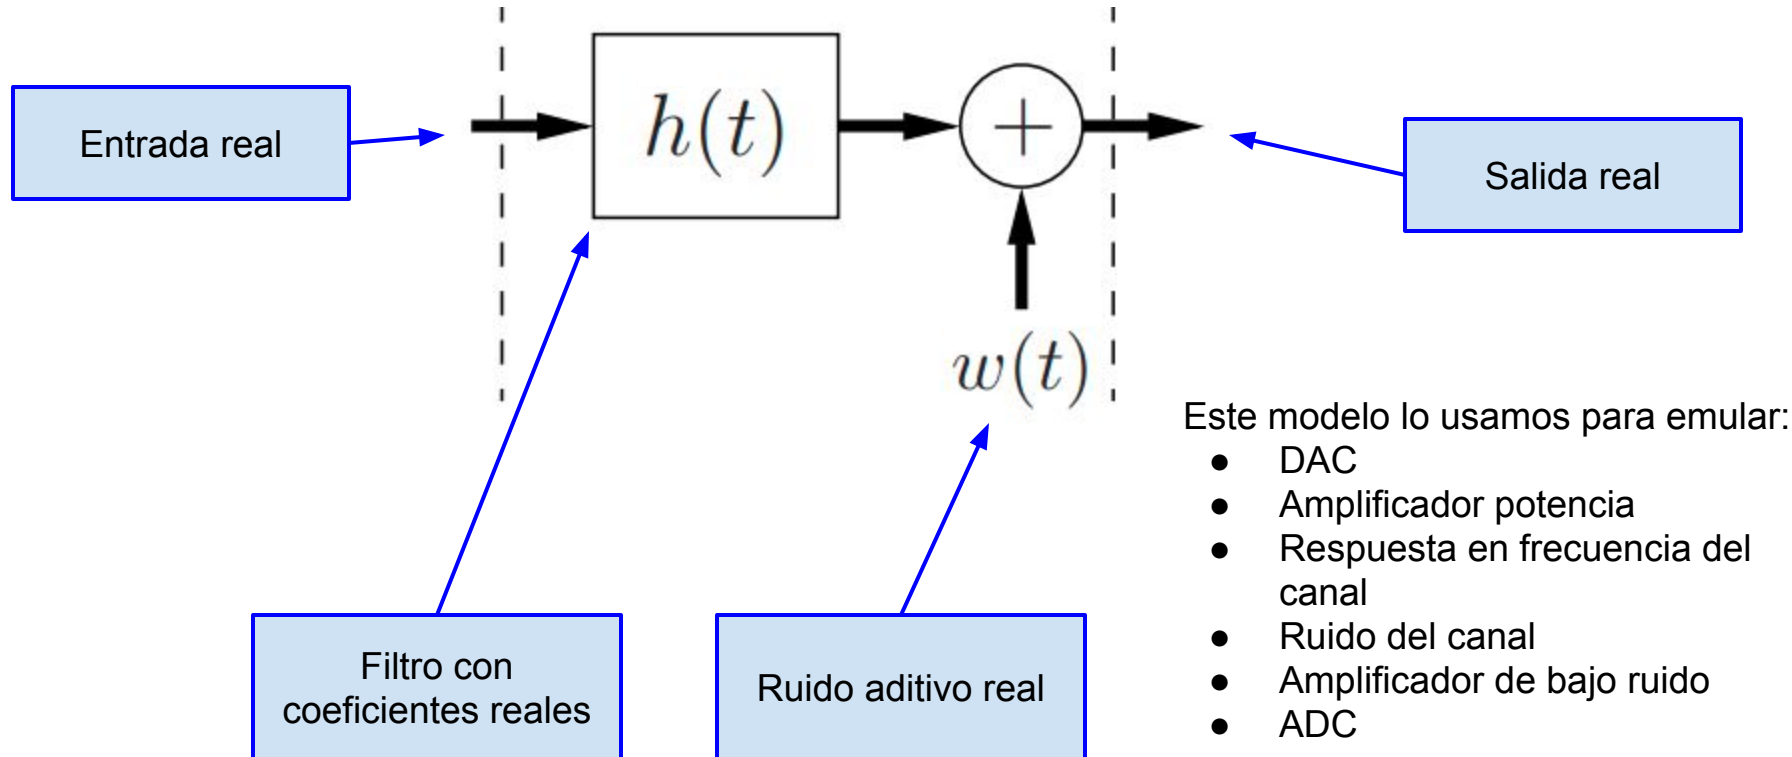 Entrada real
h(t)
+
Salida real
w(t)
Este modelo lo usamos para emular:
● DAC
● Amplificador potencia
● Respuesta en frecuencia del
canal
● Ruido del canal
● Amplificador de bajo ruido
● ADC
Filtro con
coeficientes reales
Ruido aditivo real